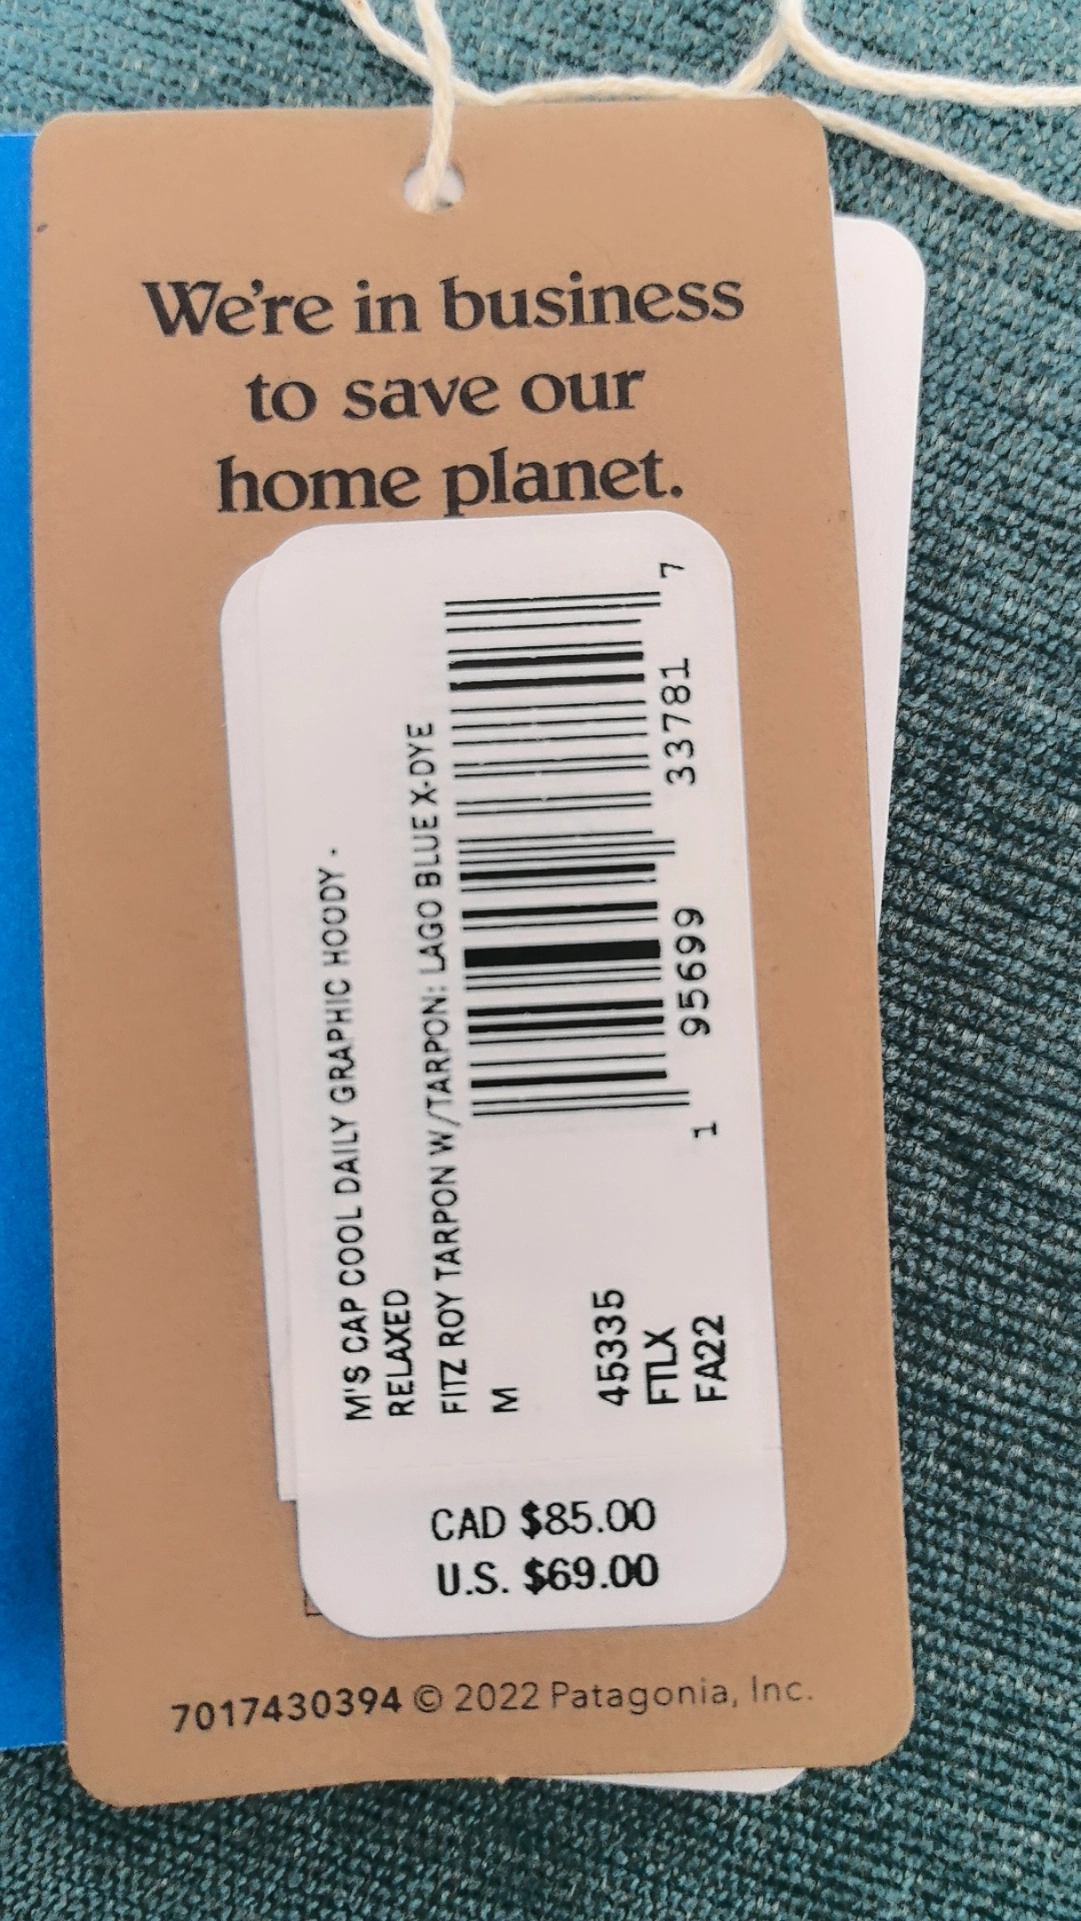 We're in business
to save our
home planet.
M'S CAP COOL DAILY GRAPHIC HOODY -
RELAXED
FITZ ROY TARPON W/TARPON: LAGO BLUE X-DYE
M
1 95699 33781 7
45335
FTLX
FA22
CAD $85.00
U.S. $69.00
7017430394 © 2022 Patagonia, Inc.